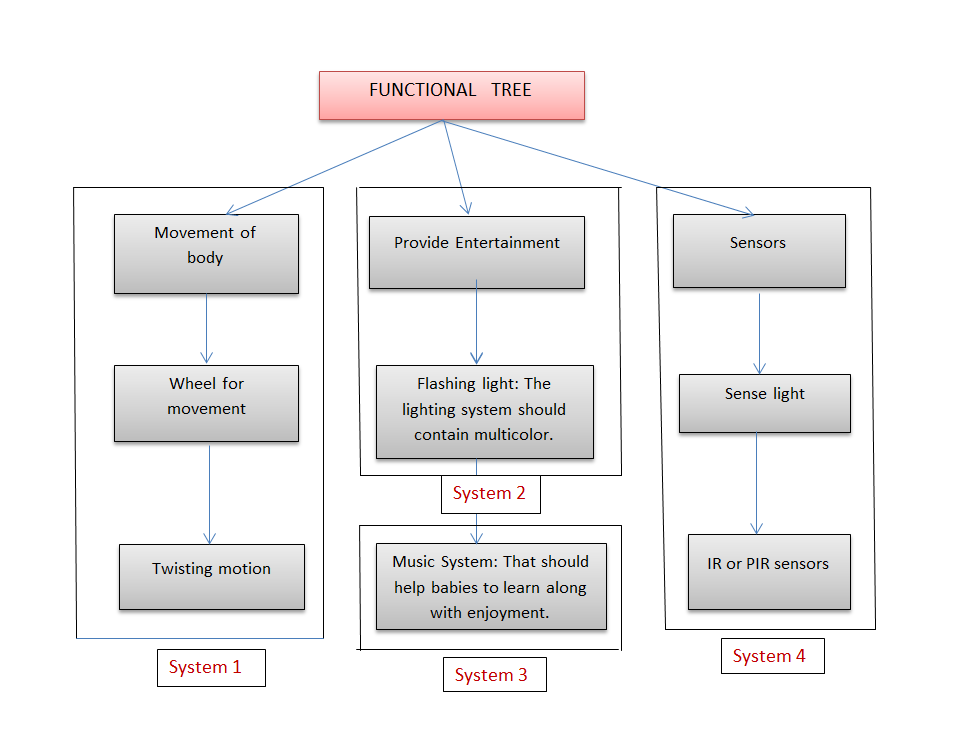 FUNCTIONAL TREE
Movement of
body
Wheel for
movement
Twisting motion
System 1
Provide Entertainment
Flashing light: The
lighting system should
contain multicolor.
System 2
Music System: That should
help babies to learn along
with enjoyment.
System 3
Sensors
Sense light
IR or PIR sensors
System 4